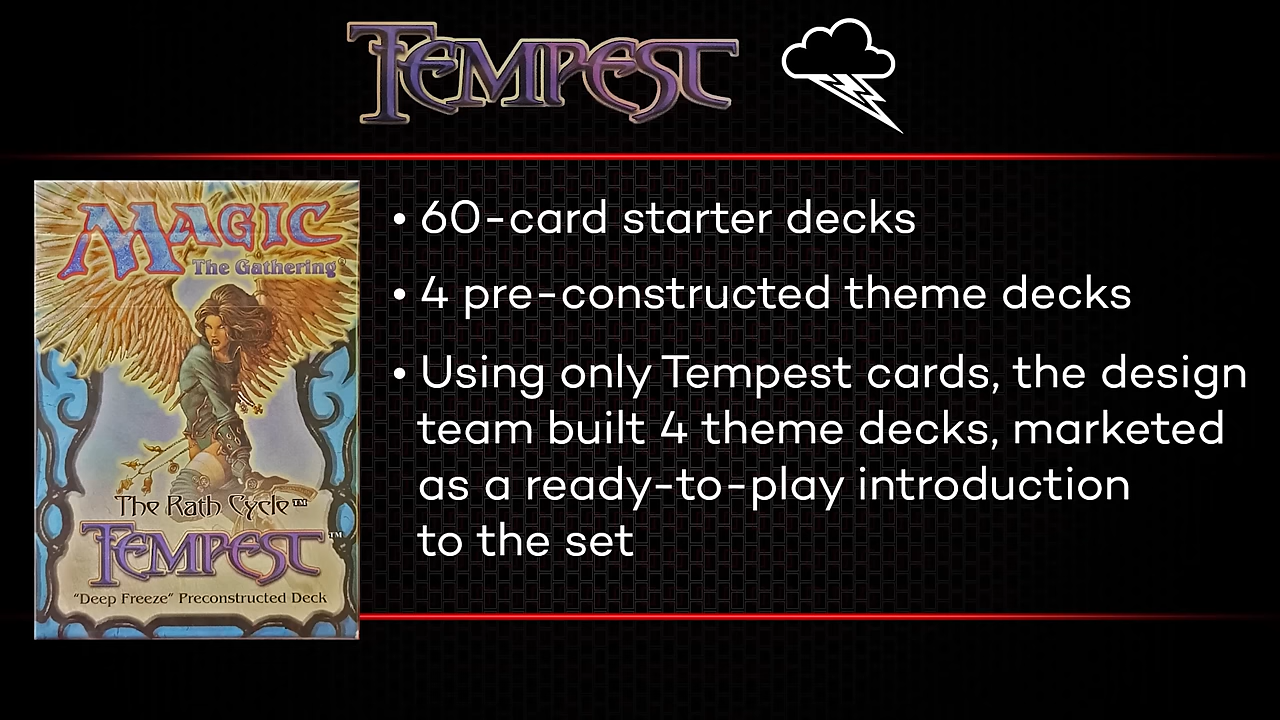 TEMPEST
MAGIC
The Gathering®
The Rath Cycle™
TEMPEST™
"Deep Freeze" Preconstructed Deck
• 60-card starter decks
• 4 pre-constructed theme decks
• Using only Tempest cards, the design
team built 4 theme decks, marketed
as a ready-to-play introduction
to the set